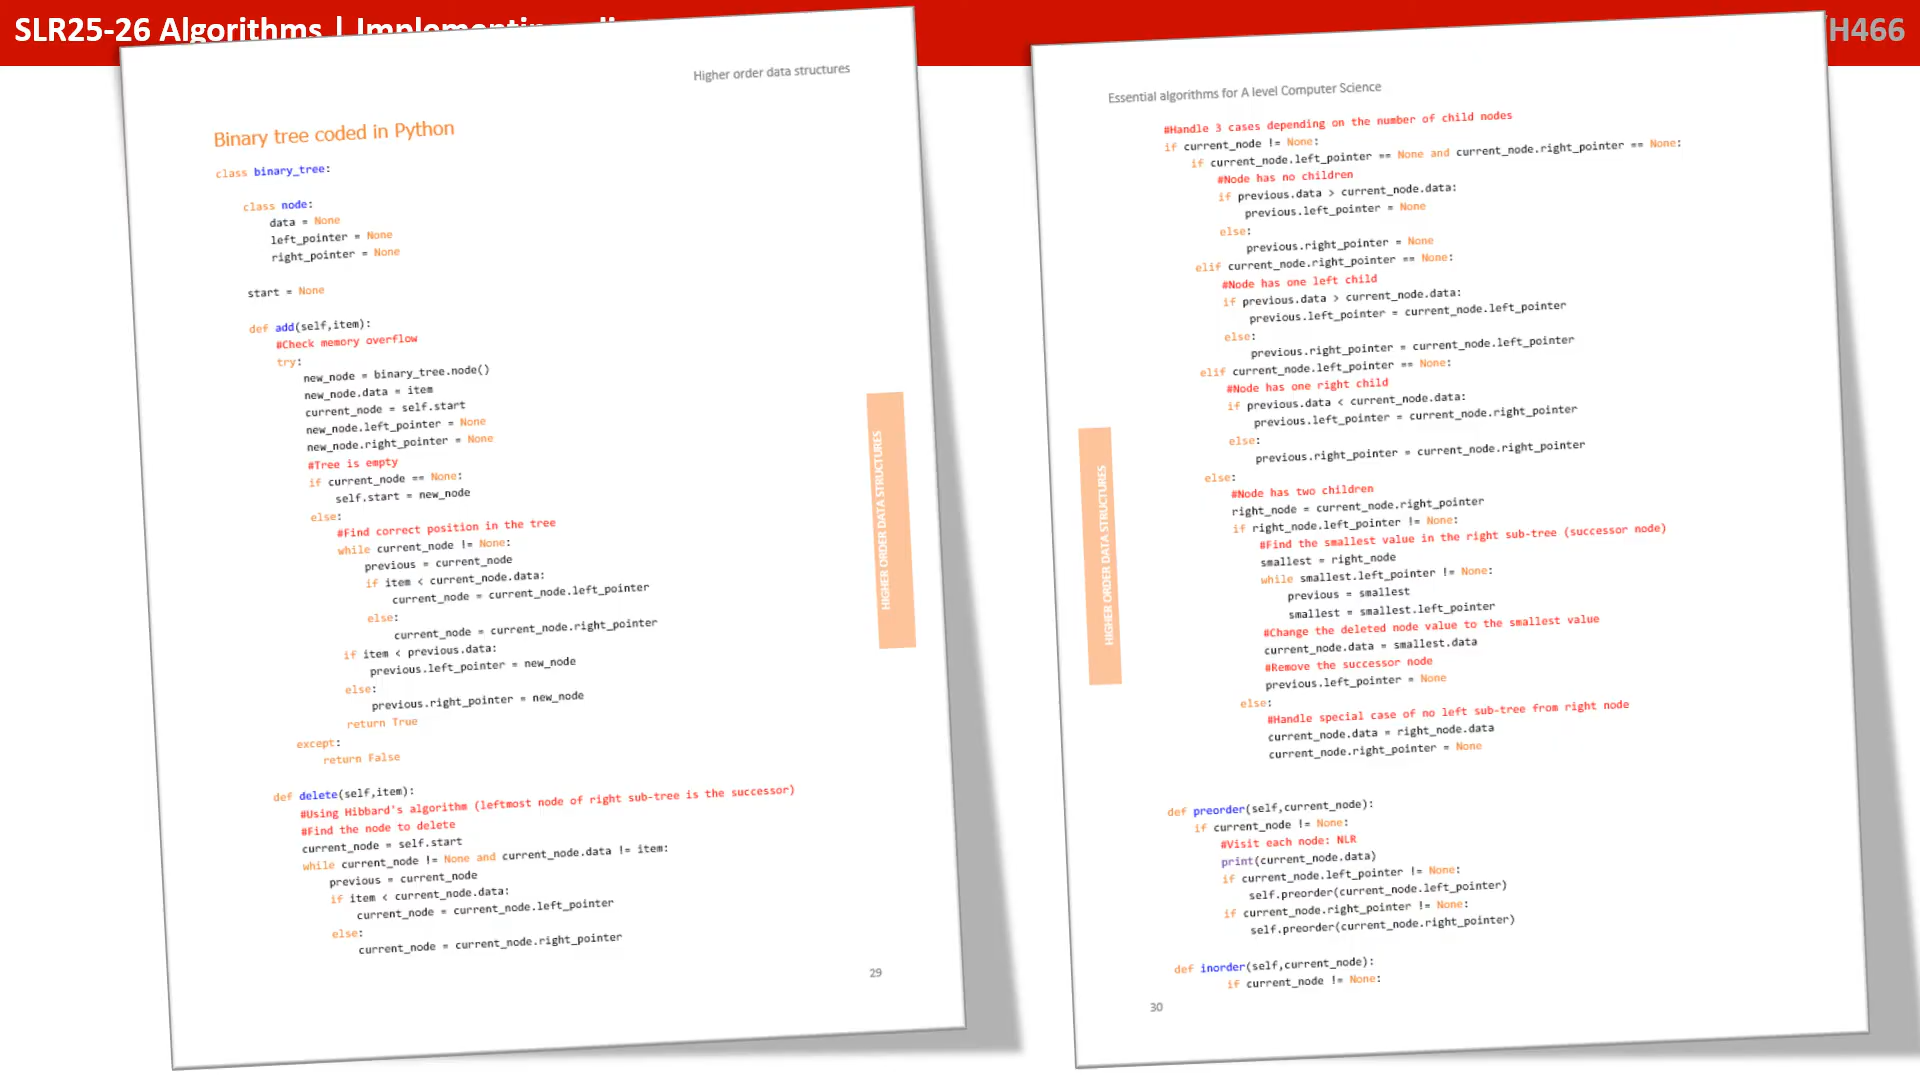 SLR25-26 Algorithms | Implementing
H466
Higher order data structures
Binary tree coded in Python
class binary_tree:
class node:
data = None
left_pointer = None
right_pointer = None
start = None
def add(self,item):
#Check memory overflow
try:
new_node = binary_tree.node()
new_node.data = item
current_node = self.start
new_node.left_pointer = None
new_node.right_pointer = None
#Tree is empty
if current_node == None:
self.start = new_node
else:
#Find correct position in the tree
while current_node != None:
previous = current_node
if item < current_node.data:
current_node = current_node.left_pointer
else:
current_node = current_node.right_pointer
if item < previous.data:
previous.left_pointer = new_node
else:
previous.right_pointer = new_node
return True
except:
return False
def delete(self,item):
#Using Hibbard's algorithm (leftmost node of right sub-tree is the successor)
#Find the node to delete
current_node = self.start
while current_node != None and current_node.data != item:
previous = current_node
if item < current_node.data:
current_node = current_node.left_pointer
else:
current_node = current_node.right_pointer
HIGHER ORDER DATA STRUCTURES
29
Essential algorithms for A level Computer Science
#Handle 3 cases depending on the number of child nodes
if current_node != None:
if current_node.left_pointer == None and current_node.right_pointer == None:
#Node has no children
if previous.data > current_node.data:
previous.left_pointer = None
else:
previous.right_pointer = None
elif current_node.right_pointer == None:
#Node has one left child
if previous.data > current_node.data:
previous.left_pointer = current_node.left_pointer
else:
previous.right_pointer = current_node.left_pointer
elif current_node.left_pointer == None:
#Node has one right child
if previous.data < current_node.data:
previous.left_pointer = current_node.right_pointer
else:
previous.right_pointer = current_node.right_pointer
else:
#Node has two children
right_node = current_node.right_pointer
if right_node.left_pointer != None:
#Find the smallest value in the right sub-tree (successor node)
smallest = right_node
while smallest.left_pointer != None:
previous = smallest
smallest = smallest.left_pointer
#Change the deleted node value to the smallest value
current_node.data = smallest.data
#Remove the successor node
previous.left_pointer = None
else:
#Handle special case of no left sub-tree from right node
current_node.data = right_node.data
current_node.right_pointer = None
def preorder(self,current_node):
if current_node != None:
#Visit each node: NLR
print(current_node.data)
if current_node.left_pointer != None:
self.preorder(current_node.left_pointer)
if current_node.right_pointer != None:
self.preorder(current_node.right_pointer)
def inorder(self,current_node):
if current_node != None:
HIGHER ORDER DATA STRUCTURES
30